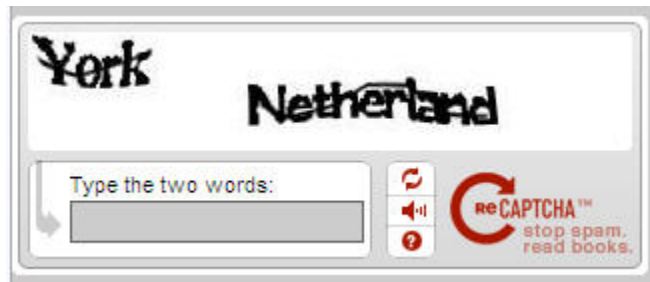 York Netherland
Type the two words:
reCAPTCHA™
stop spam.
read books.